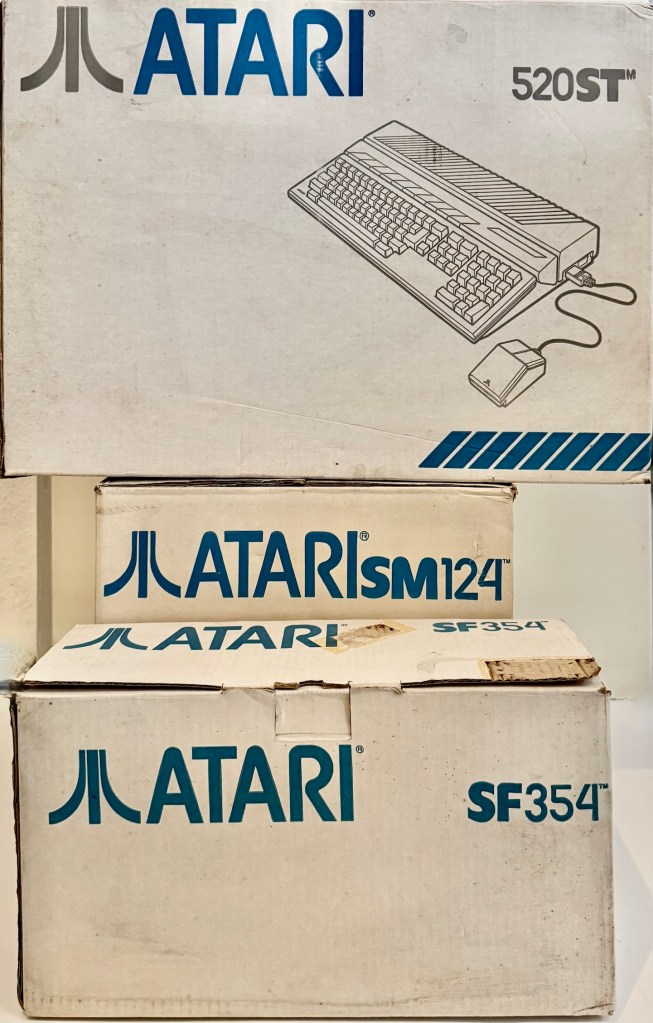 ATARI®
520ST™
ATARI® SM124™
ATARI SF354™
ATARI®
SF354™